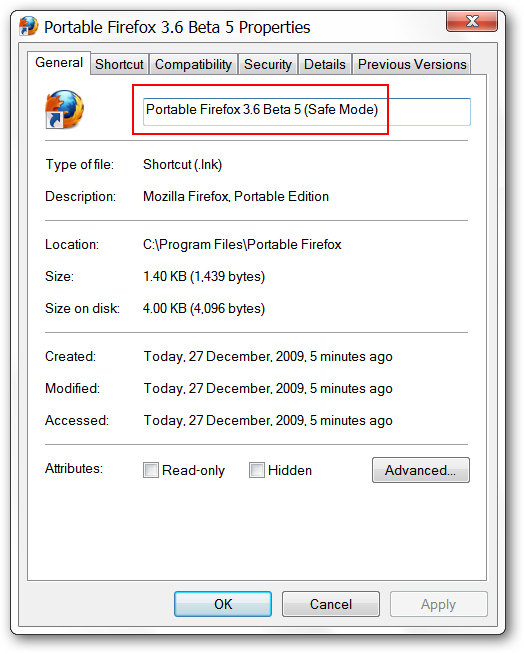 Portable Firefox 3.6 Beta 5 Properties
General Shortcut Compatibility Security Details Previous Versions
Portable Firefox 3.6 Beta 5 (Safe Mode)
Type of file: Shortcut (.lnk)
Description: Mozilla Firefox, Portable Edition
Location: C:\Program Files\Portable Firefox
Size: 1.40 KB (1,439 bytes)
Size on disk: 4.00 KB (4,096 bytes)
Created: Today, 27 December, 2009, 5 minutes ago
Modified: Today, 27 December, 2009, 5 minutes ago
Accessed: Today, 27 December, 2009, 5 minutes ago
Attributes: Read-only Hidden Advanced...
OK Cancel Apply